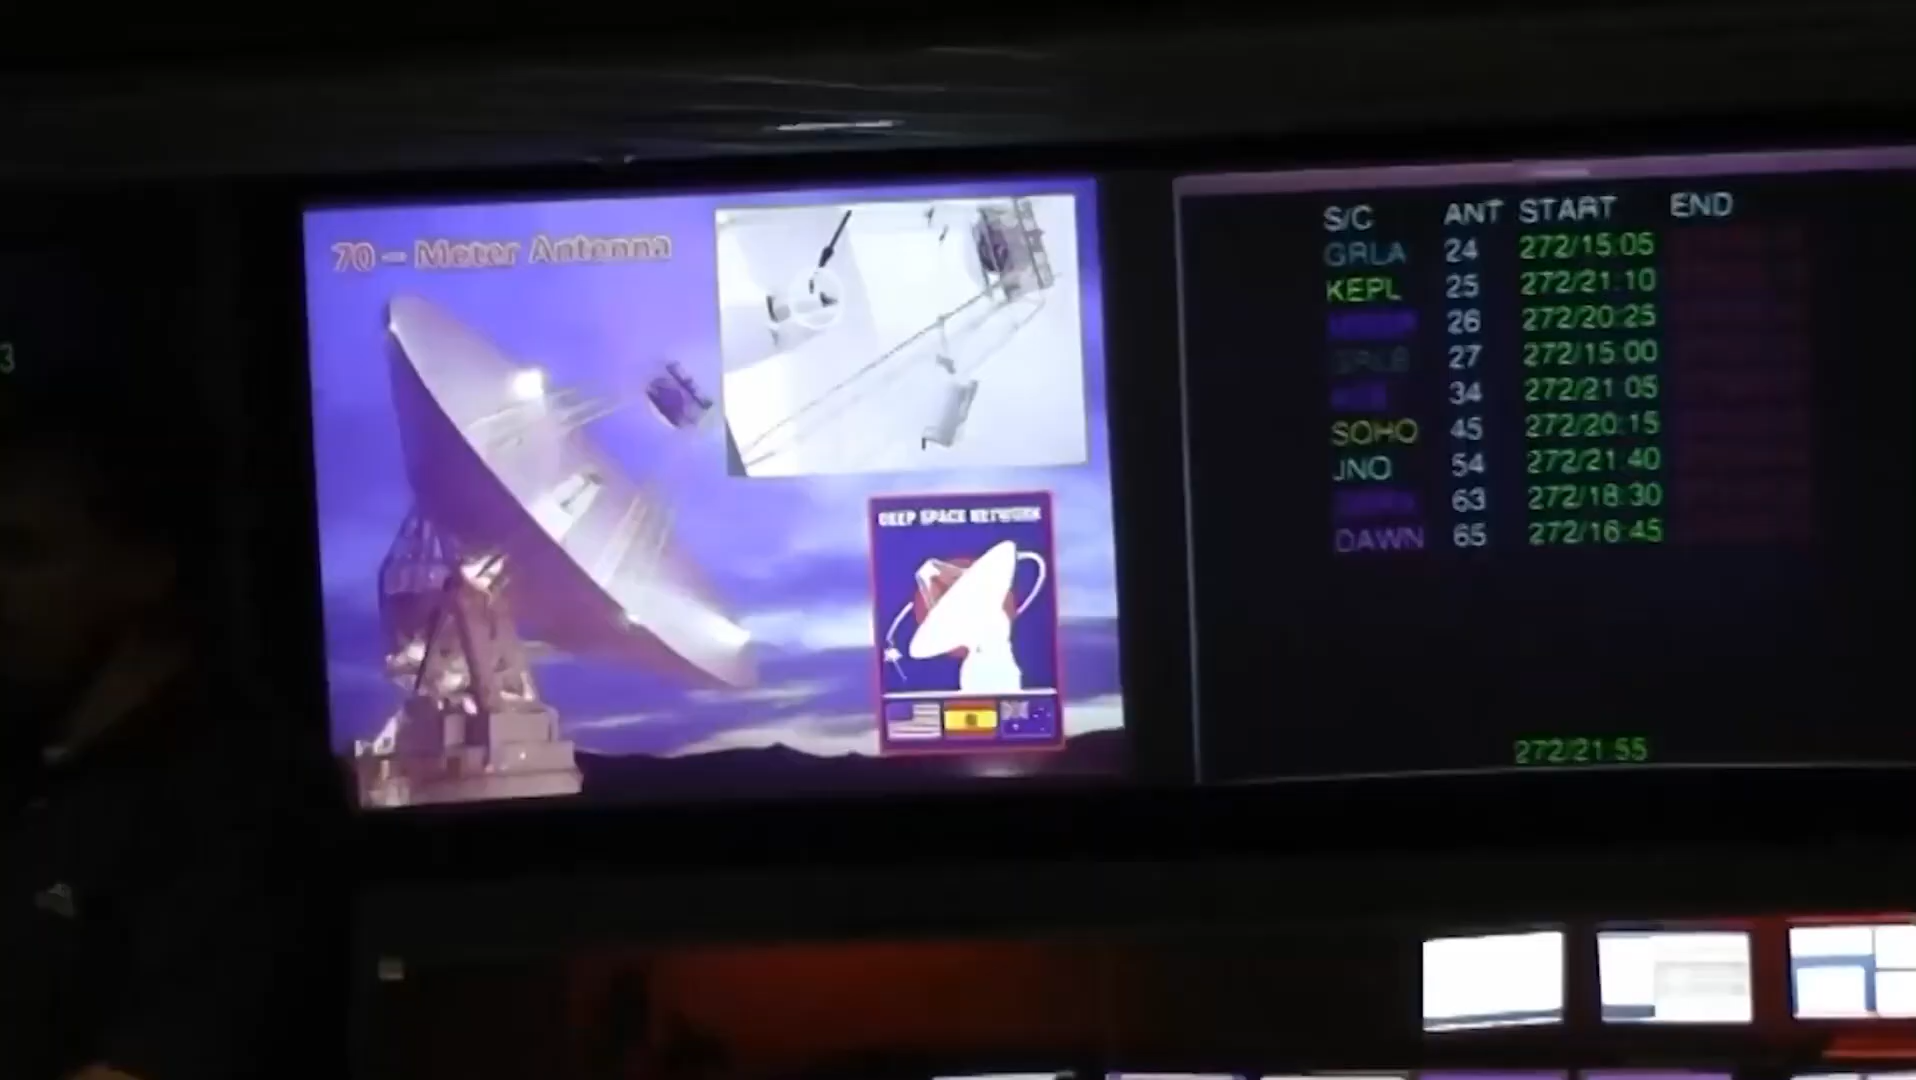 3
70 – Meter Antenna
DEEP SPACE NETWORK
S/C ANT START END
GRLA 24 272/15:05
KEPL 25 272/21:10
26 272/20:25
GRLB 27 272/15:00
34 272/21:05
SOHO 45 272/20:15
JNO 54 272/21:40
63 272/18:30
DAWN 65 272/16:45
272/21:55